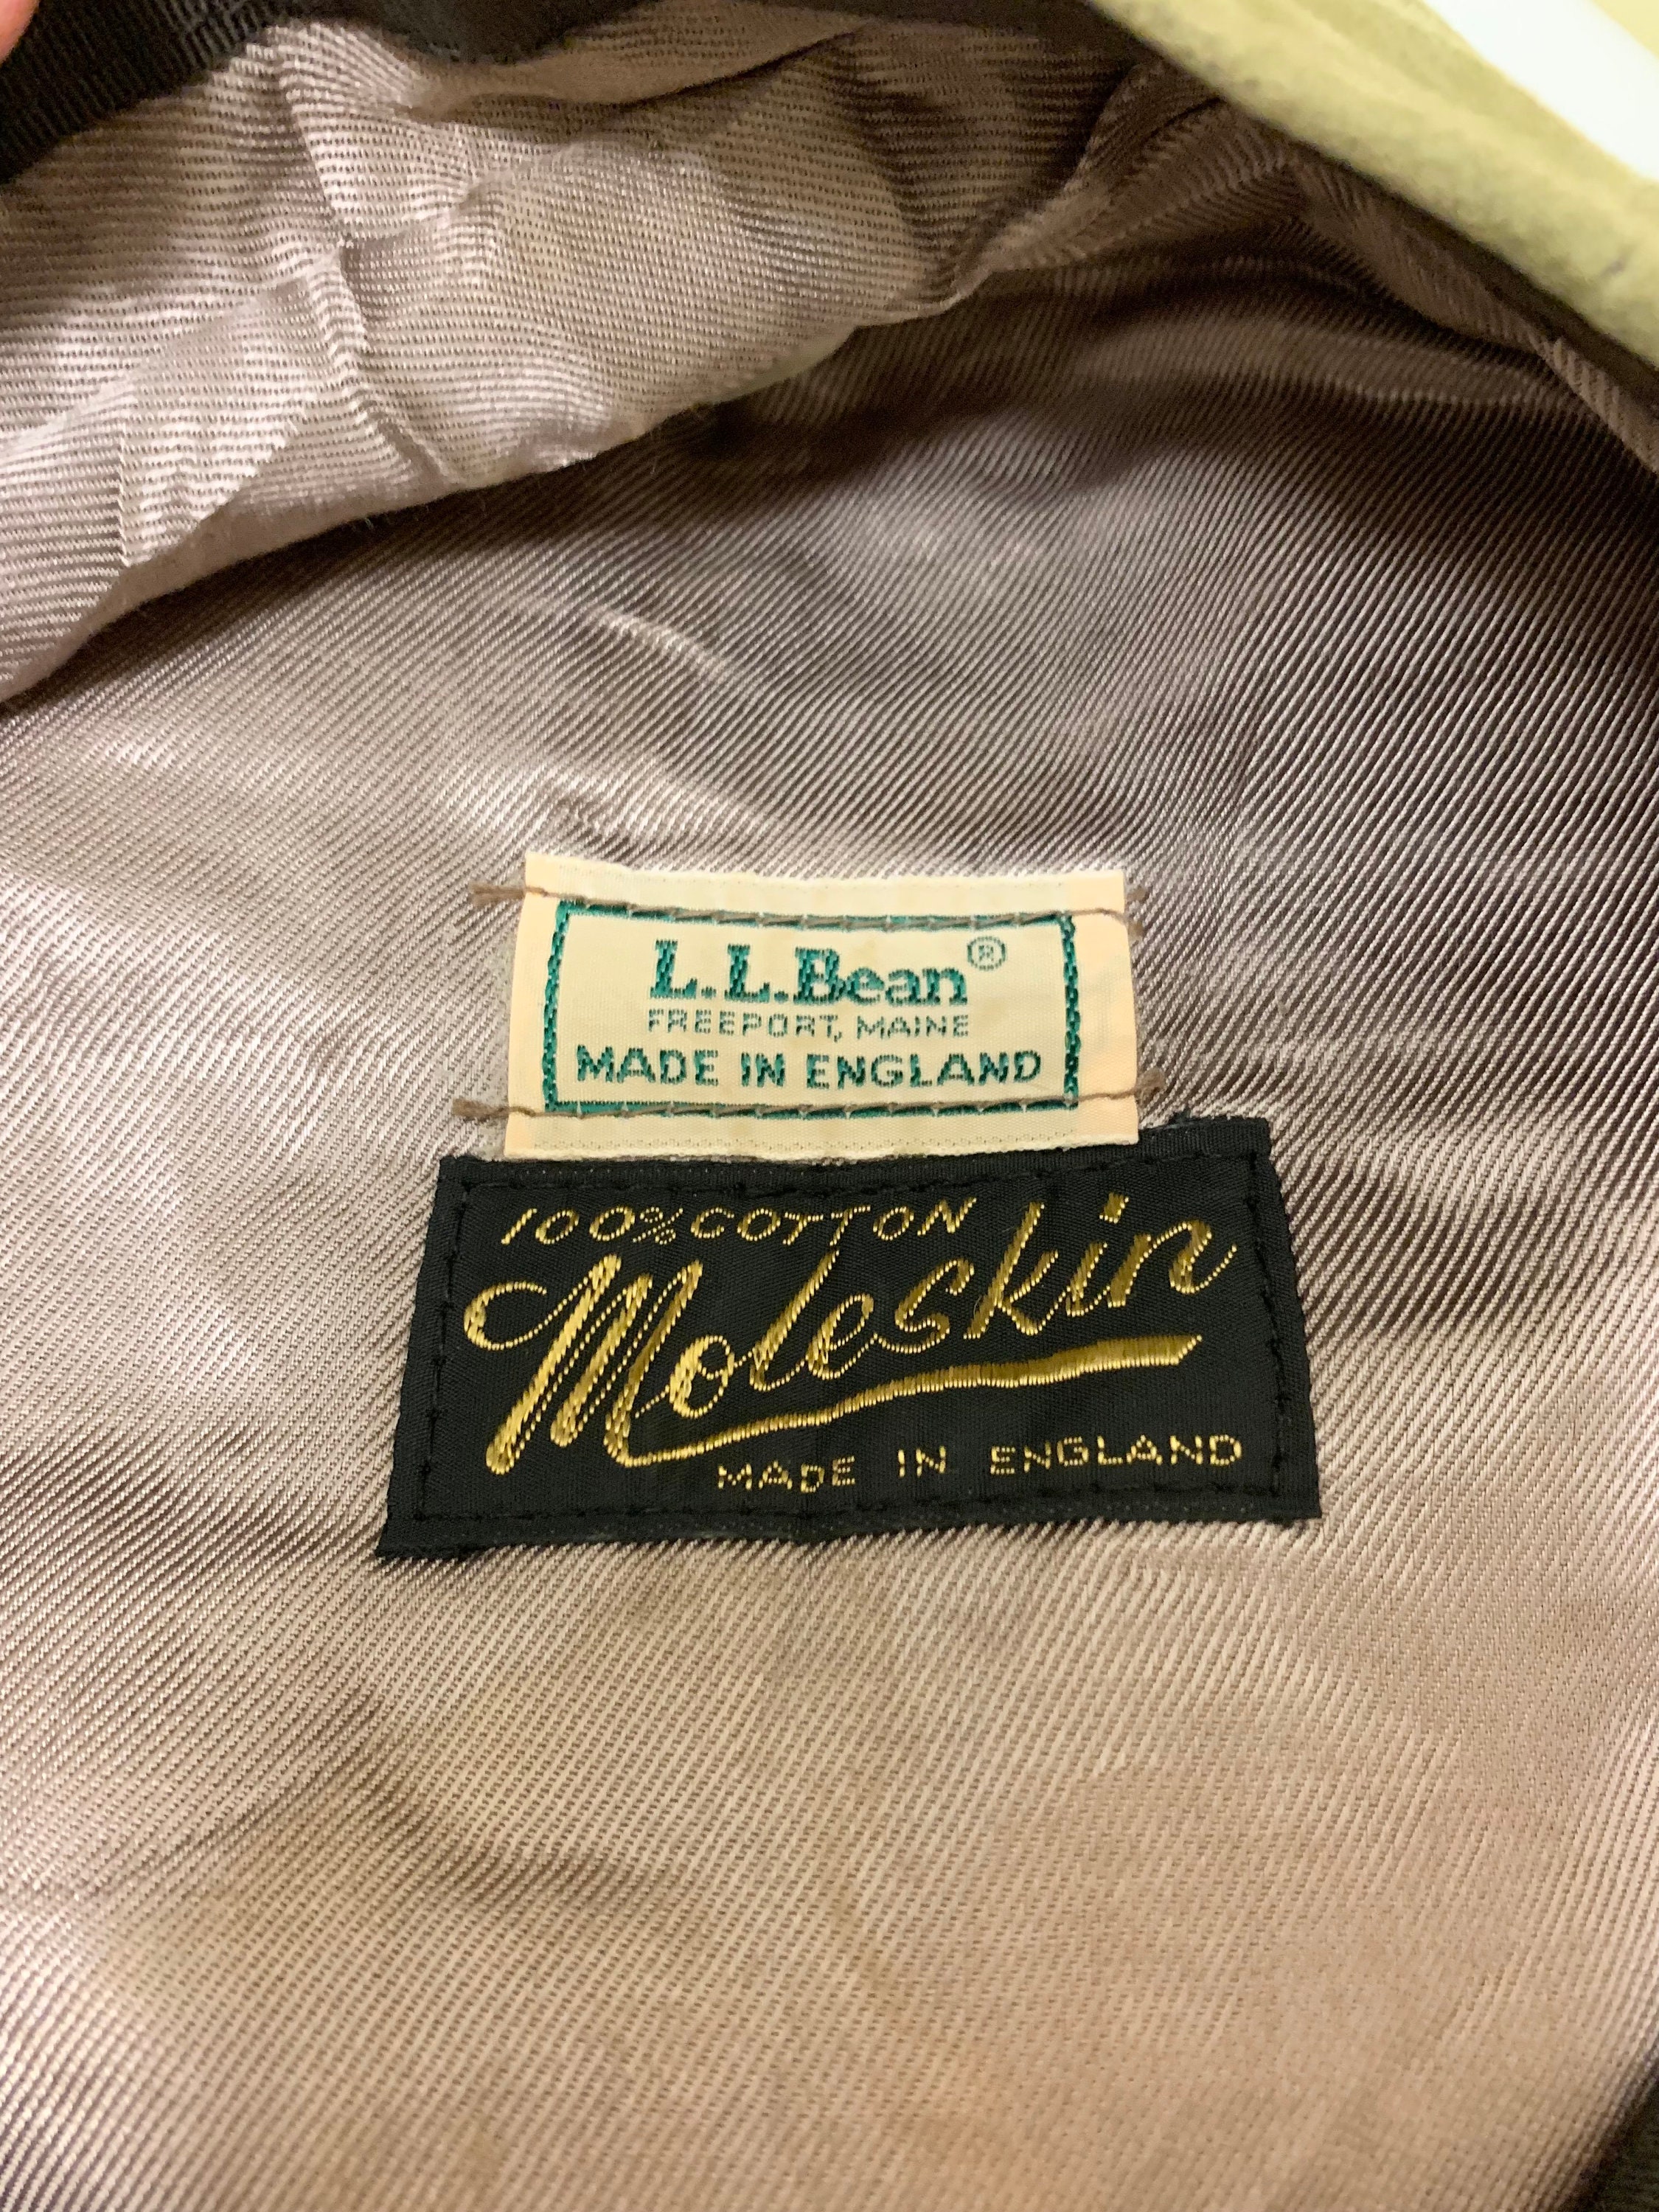 L.L.Bean®
FREEPORT, MAINE
MADE IN ENGLAND
100% COTTON
Moleskin
MADE IN ENGLAND